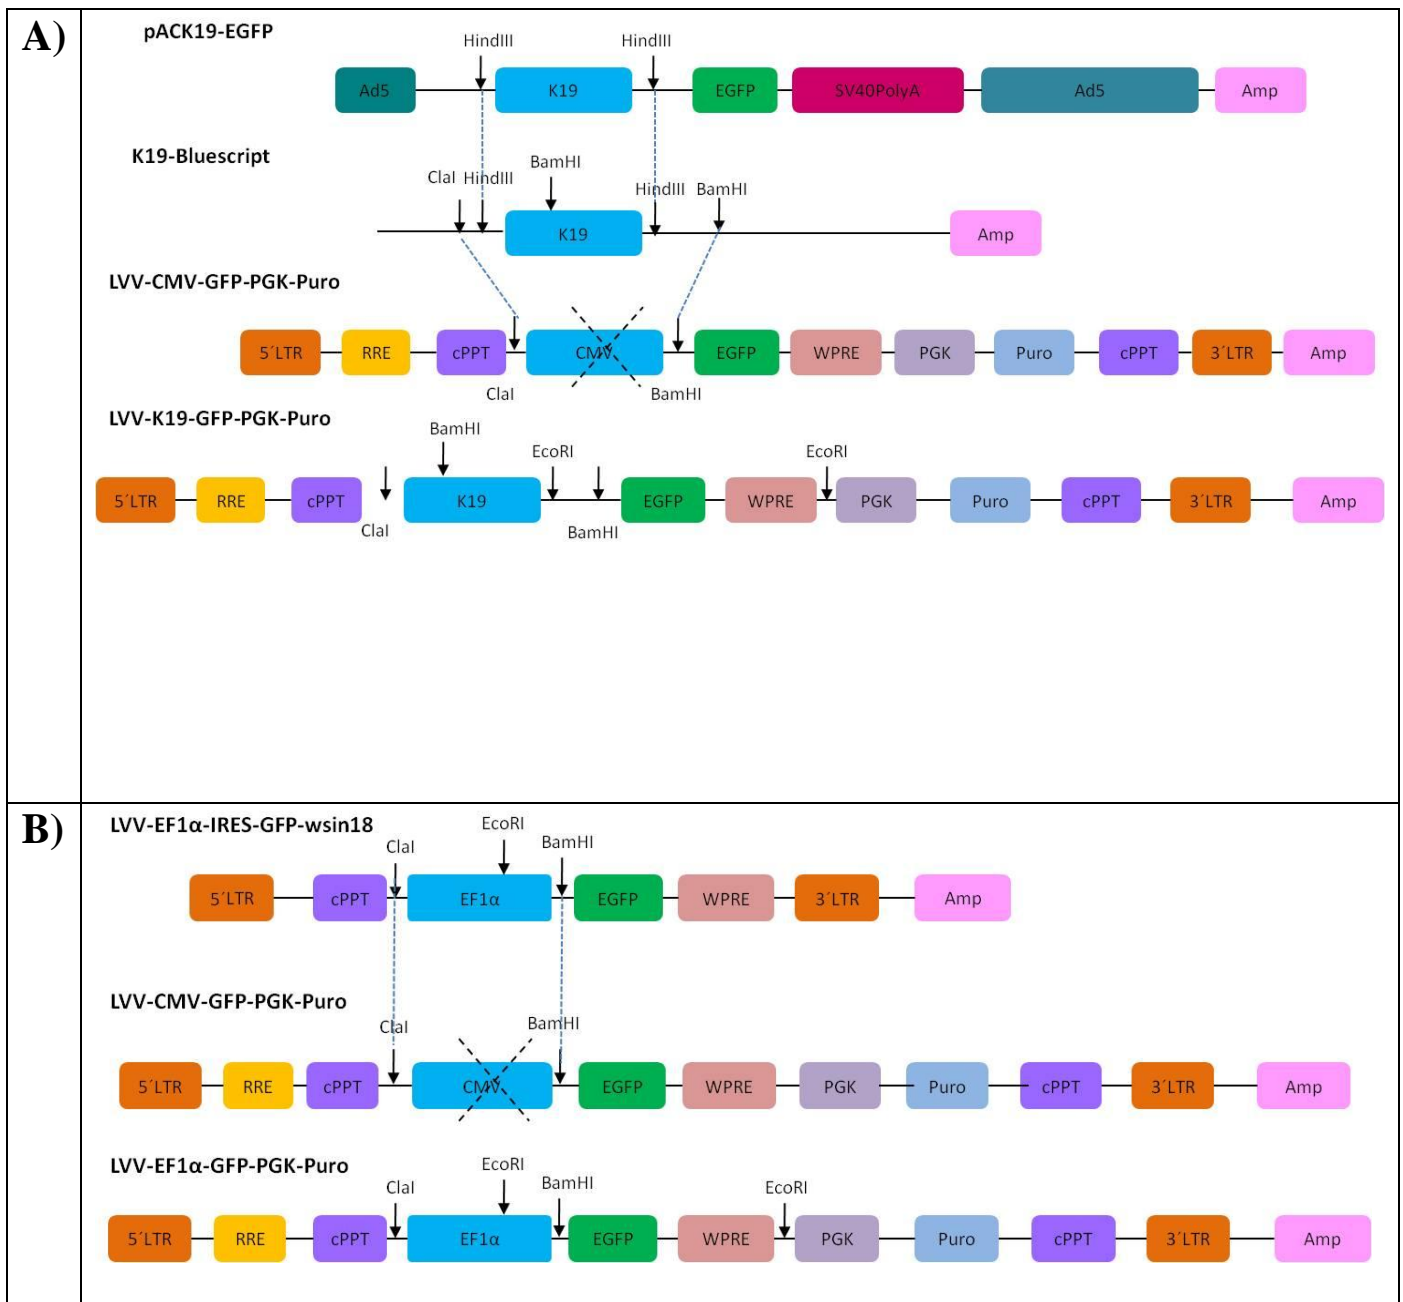 A)
pACK19-EGFP
HindIII HindIII
Ad5 K19 EGFP SV40PolyA Ad5 Amp
K19-Bluescript
BamHI
ClaI HindIII HindIII BamHI
K19 Amp
LVV-CMV-GFP-PGK-Puro
5´LTR RRE cPPT CMV EGFP WPRE PGK Puro cPPT 3´LTR Amp
ClaI BamHI
LVV-K19-GFP-PGK-Puro
BamHI
EcoRI EcoRI
5´LTR RRE cPPT K19 EGFP WPRE PGK Puro cPPT 3´LTR Amp
ClaI BamHI
B)
LVV-EF1α-IRES-GFP-wsin18
EcoRI
ClaI BamHI
5´LTR cPPT EF1α EGFP WPRE 3´LTR Amp
LVV-CMV-GFP-PGK-Puro
ClaI BamHI
5´LTR RRE cPPT CMV EGFP WPRE PGK Puro cPPT 3´LTR Amp
LVV-EF1α-GFP-PGK-Puro
EcoRI
ClaI BamHI EcoRI
5´LTR RRE cPPT EF1α EGFP WPRE PGK Puro cPPT 3´LTR Amp